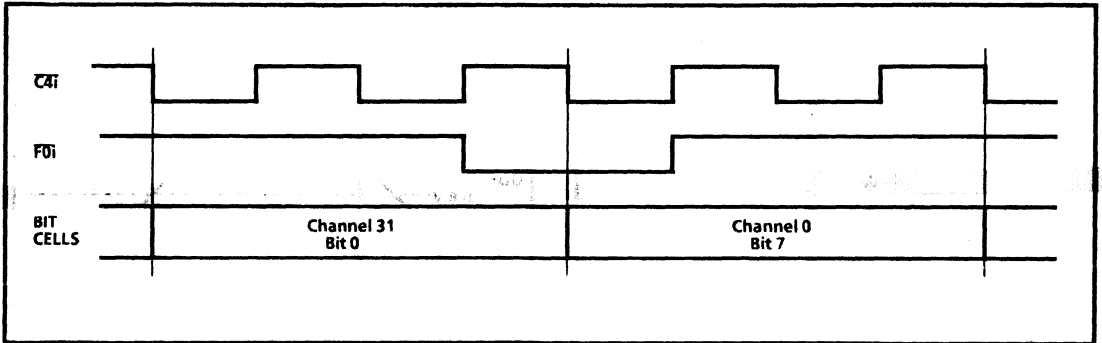 C4i
F0i
BIT
CELLS
Channel 31
Bit 0
Channel 0
Bit 7